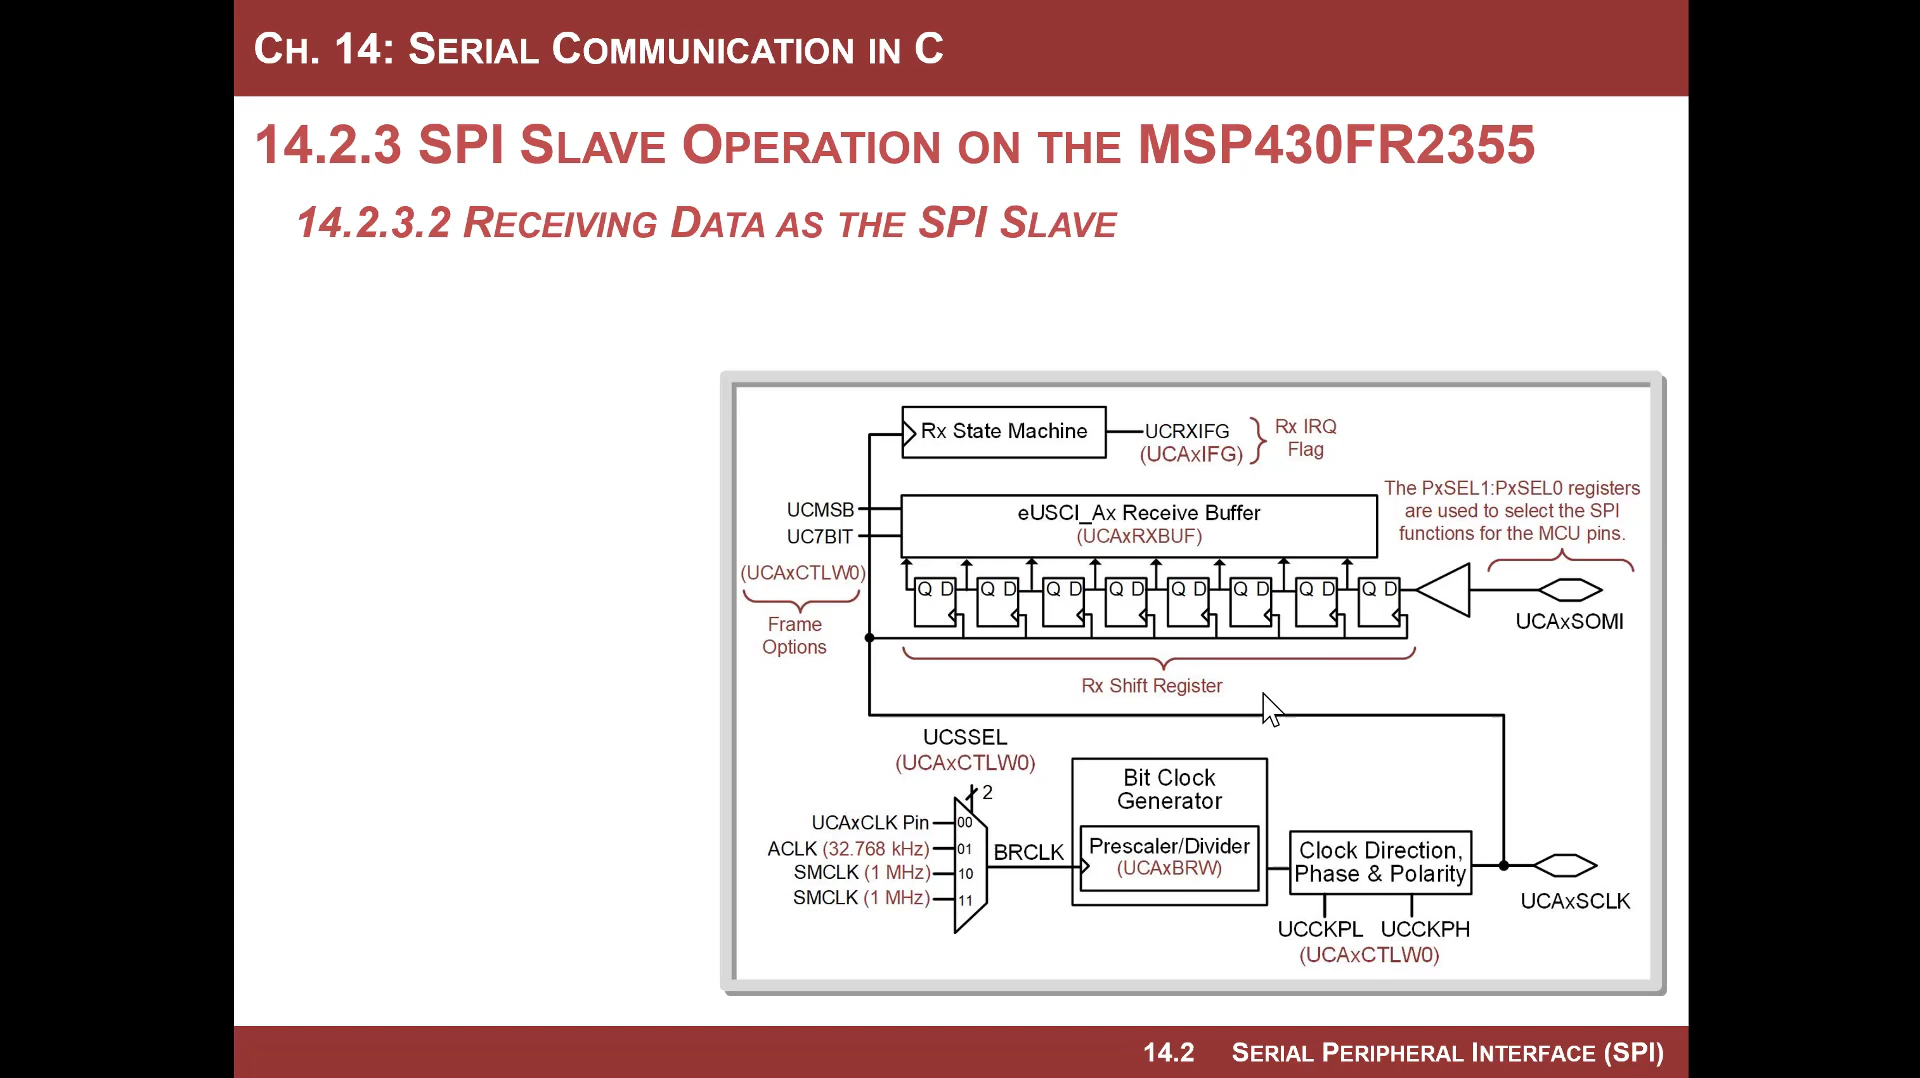 CH. 14: SERIAL COMMUNICATION IN C
14.2.3 SPI SLAVE OPERATION ON THE MSP430FR2355
14.2.3.2 RECEIVING DATA AS THE SPI SLAVE
Rx State Machine
UCRXIFG
(UCAxIFG)
Rx IRQ
Flag
The PxSEL1:PxSEL0 registers
are used to select the SPI
functions for the MCU pins.
UCMSB
UC7BIT
(UCAxCTLW0)
Frame
Options
eUSCI_Ax Receive Buffer
(UCAxRXBUF)
Q D Q D Q D Q D Q D Q D Q D Q D
UCAxSOMI
Rx Shift Register
UCSSEL
(UCAxCTLW0)
2
UCAxCLK Pin 00
ACLK (32.768 kHz) 01
SMCLK (1 MHz) 10
SMCLK (1 MHz) 11
BRCLK
Bit Clock
Generator
Prescaler/Divider
(UCAxBRW)
Clock Direction,
Phase & Polarity
UCAxSCLK
UCCKPL UCCKPH
(UCAxCTLW0)
14.2 SERIAL PERIPHERAL INTERFACE (SPI)